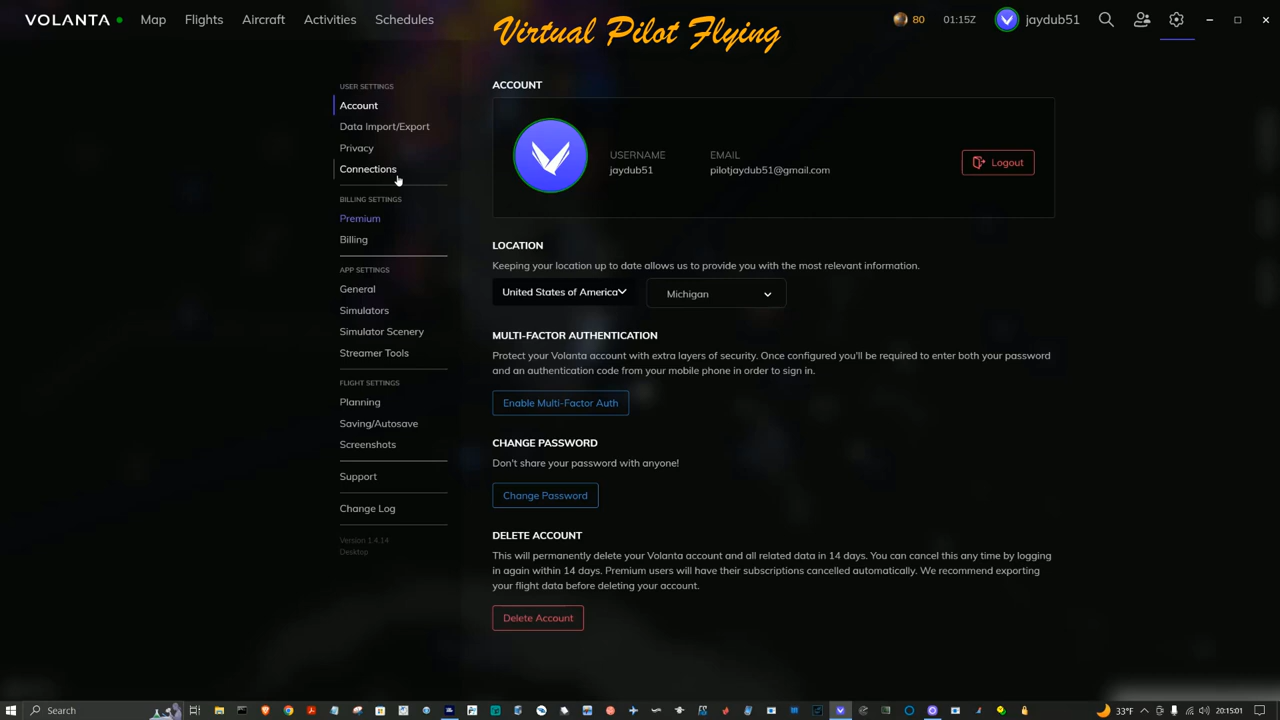 VOLANTA Map Flights Aircraft Activities Schedules
Virtual Pilot Flying
80 01:15Z jaydub51
USER SETTINGS
Account
Data Import/Export
Privacy
Connections
BILLING SETTINGS
Premium
Billing
APP SETTINGS
General
Simulators
Simulator Scenery
Streamer Tools
FLIGHT SETTINGS
Planning
Saving/Autosave
Screenshots
Support
Change Log
Version 1.4.14
Desktop
ACCOUNT
USERNAME EMAIL
jaydub51 pilotjaydub51@gmail.com
Logout
LOCATION
Keeping your location up to date allows us to provide you with the most relevant information.
United States of America Michigan
MULTI-FACTOR AUTHENTICATION
Protect your Volanta account with extra layers of security. Once configured you'll be required to enter both your password
and an authentication code from your mobile phone in order to sign in.
Enable Multi-Factor Auth
CHANGE PASSWORD
Don't share your password with anyone!
Change Password
DELETE ACCOUNT
This will permanently delete your Volanta account and all related data in 14 days. You can cancel this any time by logging
in again within 14 days. Premium users will have their subscriptions cancelled automatically. We recommend exporting
your flight data before deleting your account.
Delete Account
Search 33°F 20:15:01